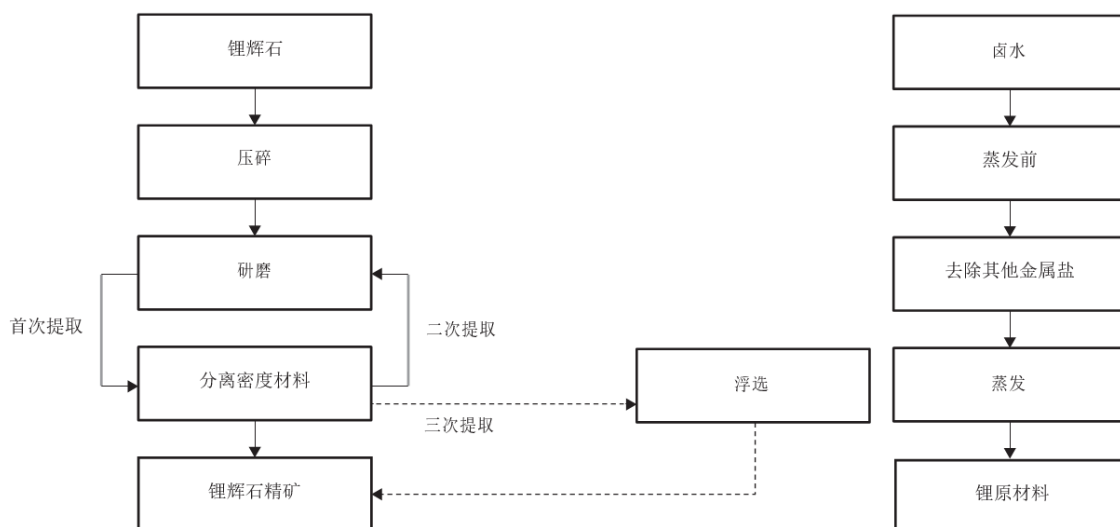 锂辉石
压碎
研磨
首次提取
二次提取
分离密度材料
三次提取
浮选
锂辉石精矿
卤水
蒸发前
去除其他金属盐
蒸发
锂原材料